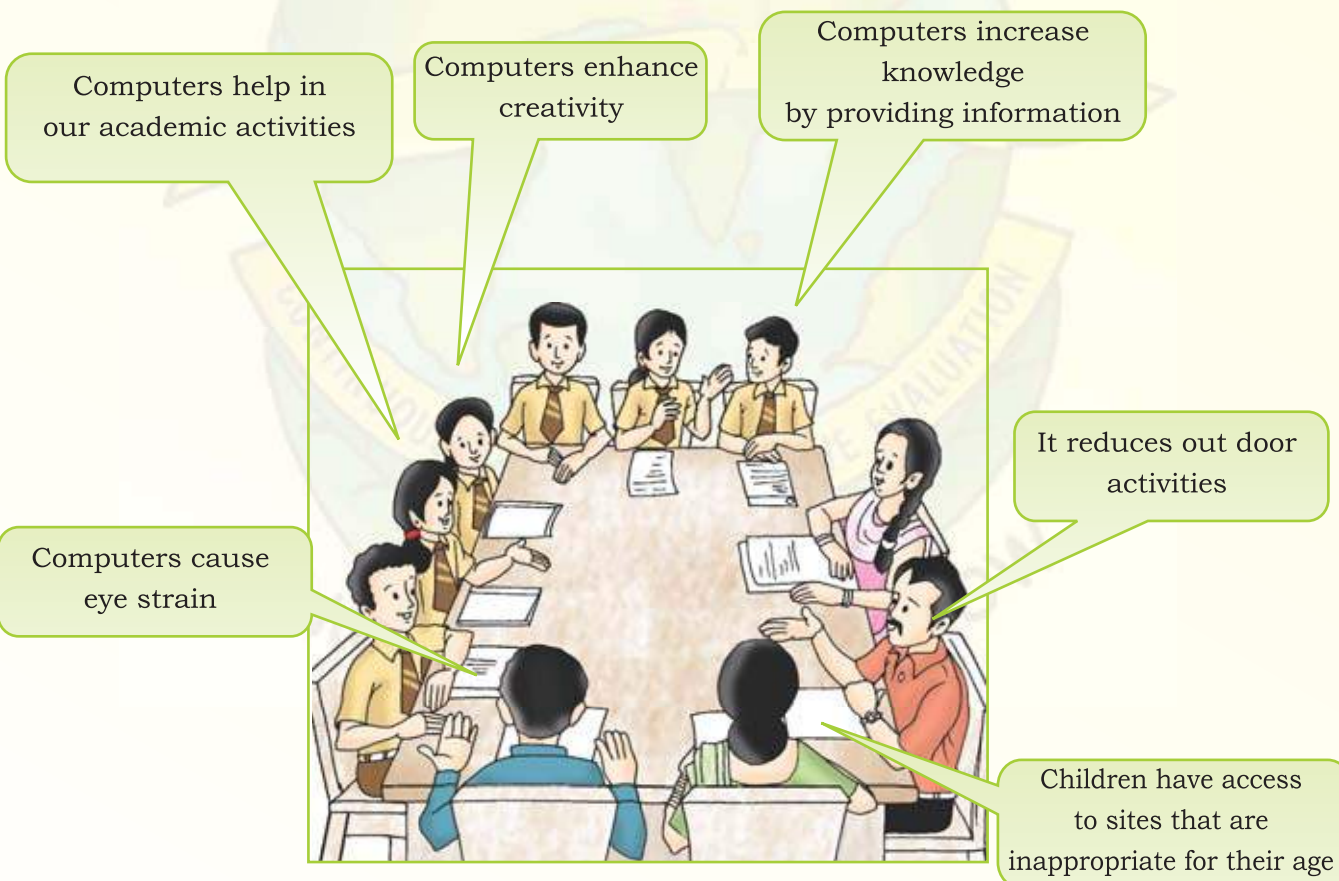 Computers help in
our academic activities
Computers enhance
creativity
Computers increase
knowledge
by providing information
It reduces out door
activities
Computers cause
eye strain
Children have access
to sites that are
inappropriate for their age